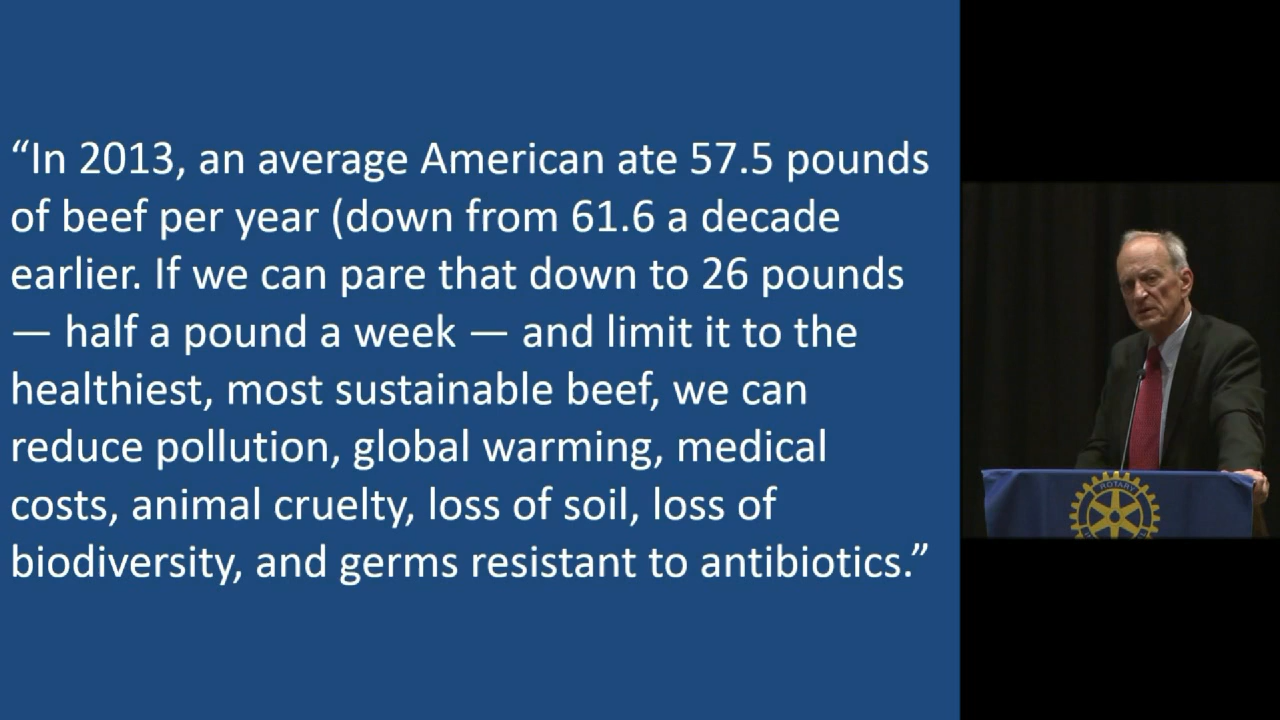 “In 2013, an average American ate 57.5 pounds
of beef per year (down from 61.6 a decade
earlier. If we can pare that down to 26 pounds
— half a pound a week — and limit it to the
healthiest, most sustainable beef, we can
reduce pollution, global warming, medical
costs, animal cruelty, loss of soil, loss of
biodiversity, and germs resistant to antibiotics.”
ROTARY